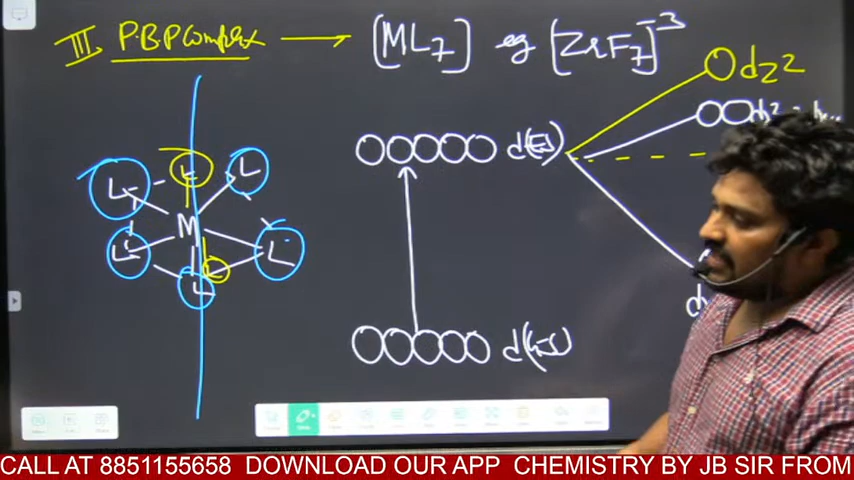 III P.B.P Complex → [ML7] eg [ZrF7]-3
dz2
d(ES)
L L L
M
L L
L L
d(GS)
CALL AT 8851155658 DOWNLOAD OUR APP CHEMISTRY BY JB SIR FROM